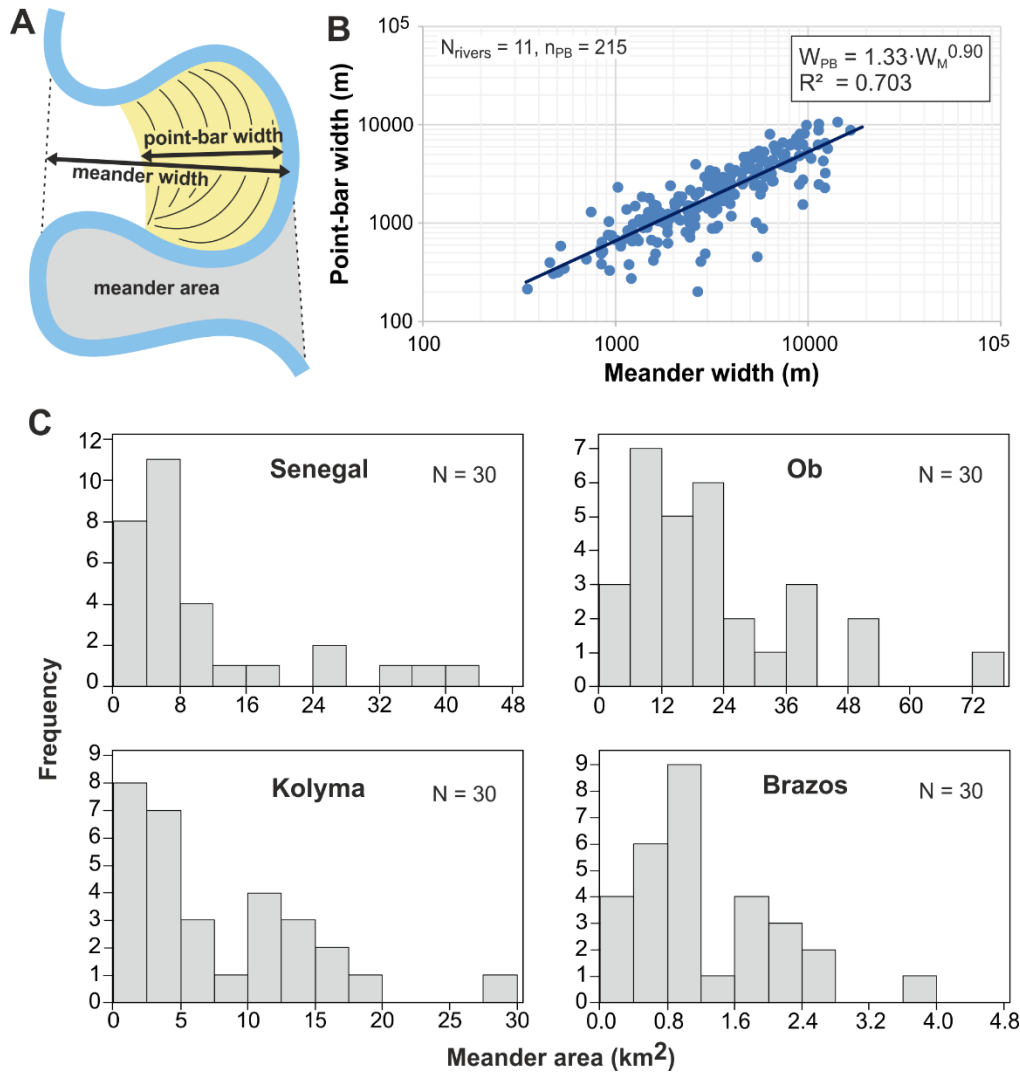 A
point-bar width
meander width
meander area
B
N_rivers = 11, n_PB = 215
W_PB = 1.33·W_M^0.90
R² = 0.703
Point-bar width (m)
10^5
10000
1000
100
100 1000 10000 10^5
Meander width (m)
C
Frequency
Senegal
N = 30
12
10
8
6
4
2
0
0 8 16 24 32 40 48
Ob
N = 30
7
6
5
4
3
2
1
0
0 12 24 36 48 60 72
Kolyma
N = 30
9
8
7
6
5
4
3
2
1
0
0 5 10 15 20 25 30
Brazos
N = 30
9
8
7
6
5
4
3
2
1
0
0.0 0.8 1.6 2.4 3.2 4.0 4.8
Meander area (km²)